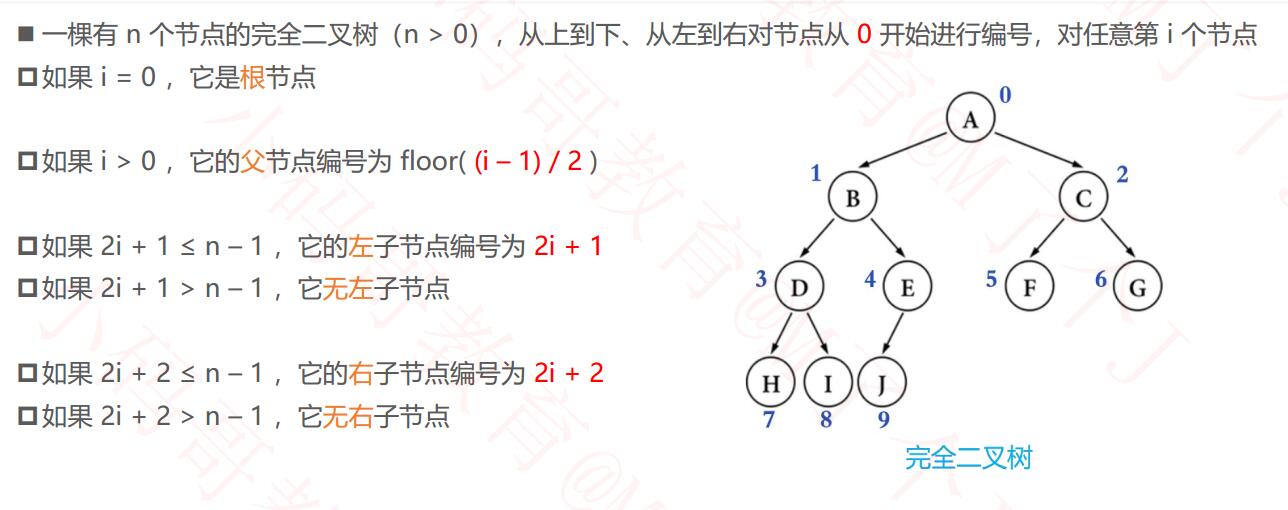 ■ 一棵有 n 个节点的完全二叉树（n > 0），从上到下、从左到右对节点从 0 开始进行编号，对任意第 i 个节点
如果 i = 0 ，它是根节点
如果 i > 0 ，它的父节点编号为 floor( (i – 1) / 2 )
如果 2i + 1 ≤ n – 1 ，它的左子节点编号为 2i + 1
如果 2i + 1 > n – 1 ，它无左子节点
如果 2i + 2 ≤ n – 1 ，它的右子节点编号为 2i + 2
如果 2i + 2 > n – 1 ，它无右子节点
A 0
1 B C 2
3 D 4 E 5 F 6 G
H I J
7 8 9
完全二叉树